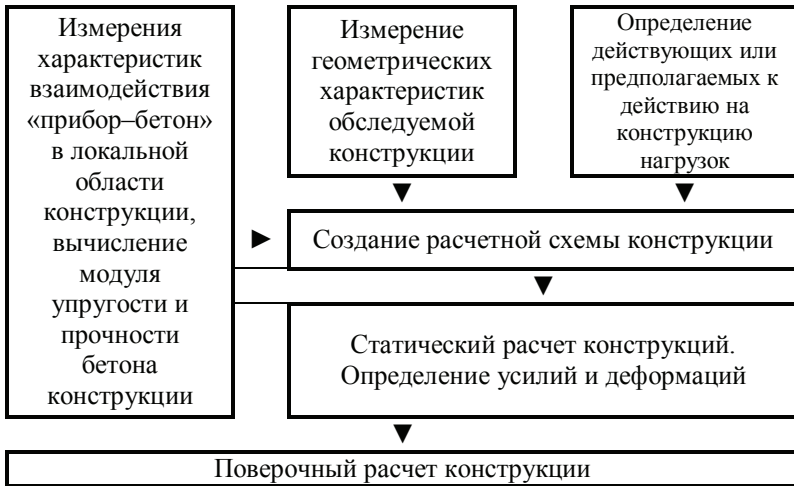 Измерения
характеристик
взаимодействия
«прибор–бетон»
в локальной
области
конструкции,
вычисление
модуля
упругости и
прочности
бетона
конструкции
Измерение
геометрических
характеристик
обследуемой
конструкции
Определение
действующих или
предполагаемых к
действию на
конструкцию
нагрузок
Создание расчетной схемы конструкции
Статический расчет конструкций.
Определение усилий и деформаций
Поверочный расчет конструкции